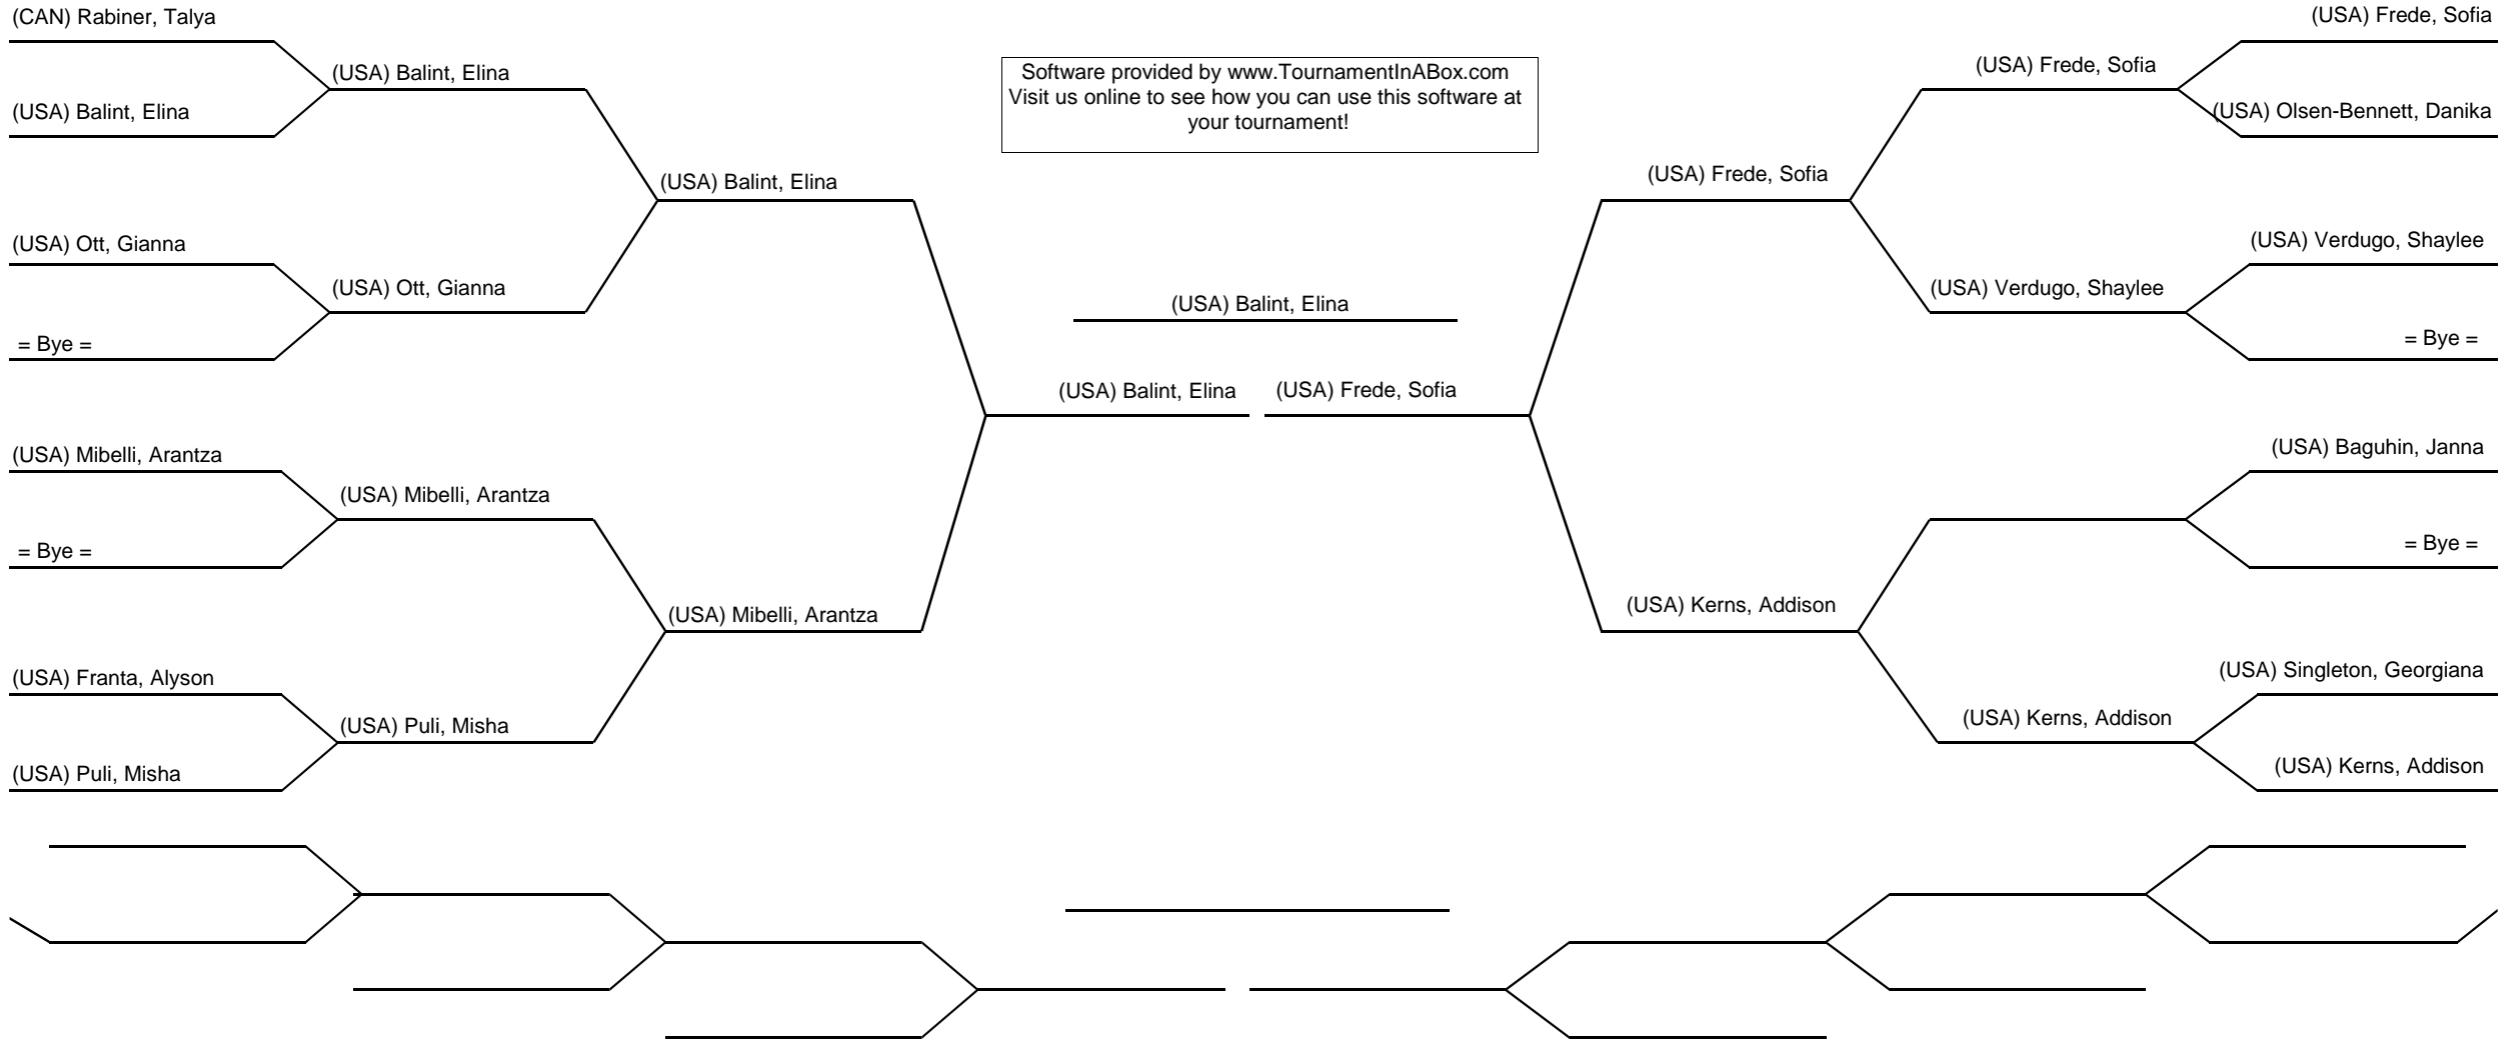 (CAN) Rabiner, Talya
(USA) Balint, Elina
(USA) Balint, Elina
(USA) Balint, Elina
(USA) Ott, Gianna
(USA) Ott, Gianna
= Bye =
(USA) Mibelli, Arantza
(USA) Mibelli, Arantza
= Bye =
(USA) Mibelli, Arantza
(USA) Franta, Alyson
(USA) Puli, Misha
(USA) Puli, Misha
Software provided by www.TournamentInABox.com
Visit us online to see how you can use this software at
your tournament!
(USA) Balint, Elina
(USA) Balint, Elina
(USA) Frede, Sofia
(USA) Frede, Sofia
(USA) Frede, Sofia
(USA) Frede, Sofia
(USA) Olsen-Bennett, Danika
(USA) Verdugo, Shaylee
(USA) Verdugo, Shaylee
= Bye =
(USA) Baguhin, Janna
= Bye =
(USA) Kerns, Addison
(USA) Singleton, Georgiana
(USA) Kerns, Addison
(USA) Kerns, Addison